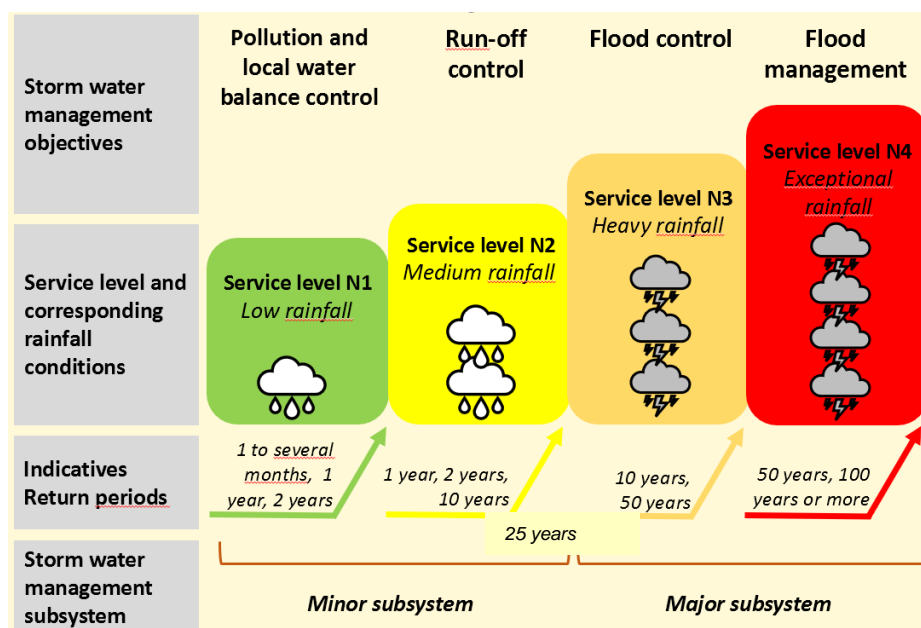 Storm water
management
objectives
Pollution and
local water
balance control
Run-off
control
Flood control
Flood
management
Service level and
corresponding
rainfall
conditions
Service level N1
Low rainfall
Service level N2
Medium rainfall
Service level N3
Heavy rainfall
Service level N4
Exceptional
rainfall
Indicatives
Return periods
1 to several
months, 1
year, 2 years
1 year, 2 years,
10 years
25 years
10 years,
50 years
50 years, 100
years or more
Storm water
management
subsystem
Minor subsystem
Major subsystem